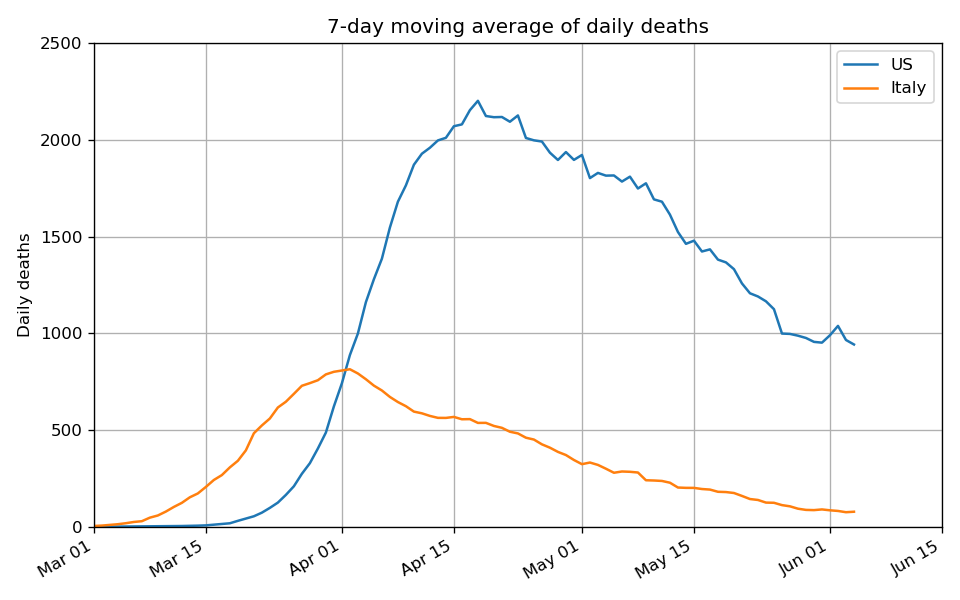 7-day moving average of daily deaths
2500
2000
1500
1000
500
0
Daily deaths
US
Italy
Mar 01
Mar 15
Apr 01
Apr 15
May 01
May 15
Jun 01
Jun 15